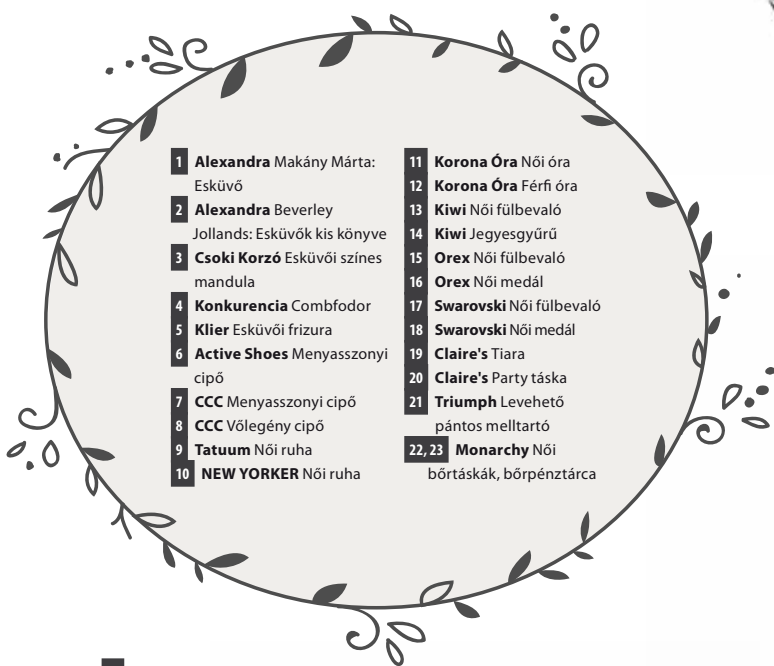 1 Alexandra Makány Márta:
Esküvő
2 Alexandra Beverley
Jollands: Esküvők kis könyve
3 Csoki Korzó Esküvői színes
mandula
4 Konkurencia Combfodor
5 Klier Esküvői frizura
6 Active Shoes Menyasszonyi
cipő
7 CCC Menyasszonyi cipő
8 CCC Vőlegény cipő
9 Tatuum Női ruha
10 NEW YORKER Női ruha
11 Korona Óra Női óra
12 Korona Óra Férfi óra
13 Kiwi Női fülbevaló
14 Kiwi Jegyesgyűrű
15 Orex Női fülbevaló
16 Orex Női medál
17 Swarovski Női fülbevaló
18 Swarovski Női medál
19 Claire's Tiara
20 Claire's Party táska
21 Triumph Levehető
pántos melltartó
22, 23 Monarchy Női
bőrtáskák, bőrpénztárca